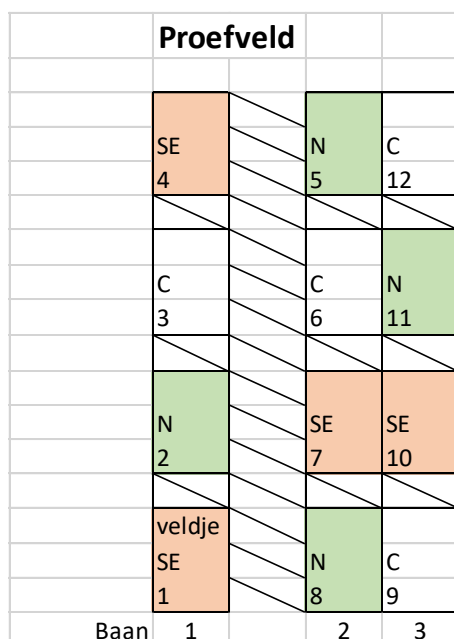 Proefveld
SE N C
4 5 12
C C N
3 6 11
N SE SE
2 7 10
veldje
SE N C
1 8 9
Baan 1 2 3